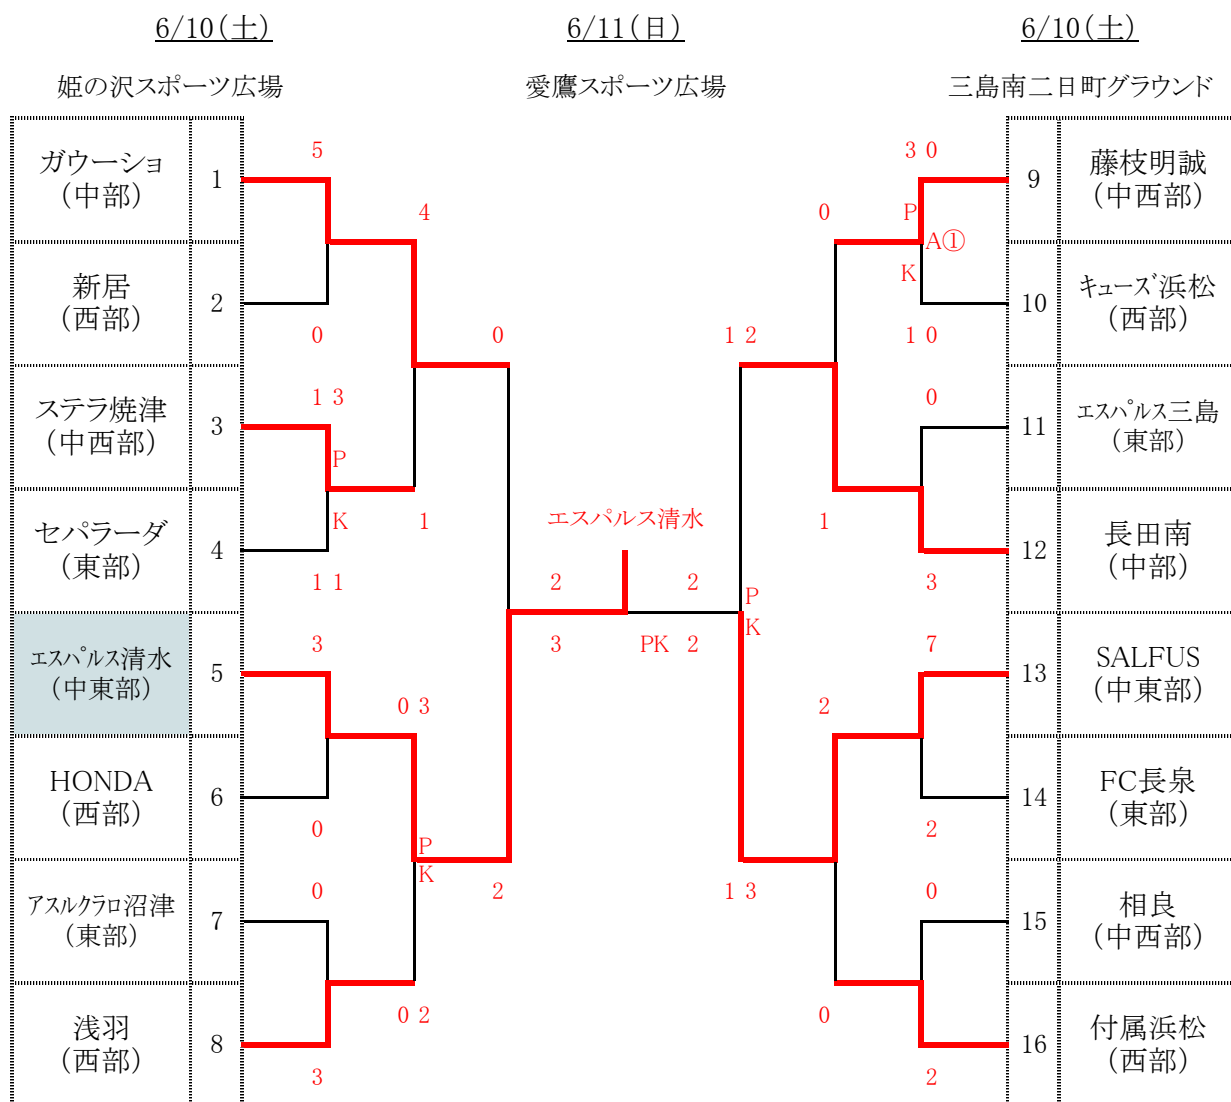 6/10(土)
6/11(日)
6/10(土)
姫の沢スポーツ広場
愛鷹スポーツ広場
三島南二日町グラウンド
ガウーショ
(中部)
1
新居
(西部)
2
ステラ焼津
(中西部)
3
セパラーダ
(東部)
4
エスパルス清水
(中東部)
5
HONDA
(西部)
6
アスルクラロ沼津
(東部)
7
浅羽
(西部)
8
5
0
1 3
P
K
1 1
3
0
0
3
4
1
0 3
P
K
0 2
0
2
エスパルス清水
2
2
3
PK 2
1 2
P
K
1 3
0
1
2
0
3 0
P
A①
K
1 0
0
3
7
2
0
2
9
藤枝明誠
(中西部)
10
キューズ浜松
(西部)
11
エスパルス三島
(東部)
12
長田南
(中部)
13
SALFUS
(中東部)
14
FC長泉
(東部)
15
相良
(中西部)
16
付属浜松
(西部)